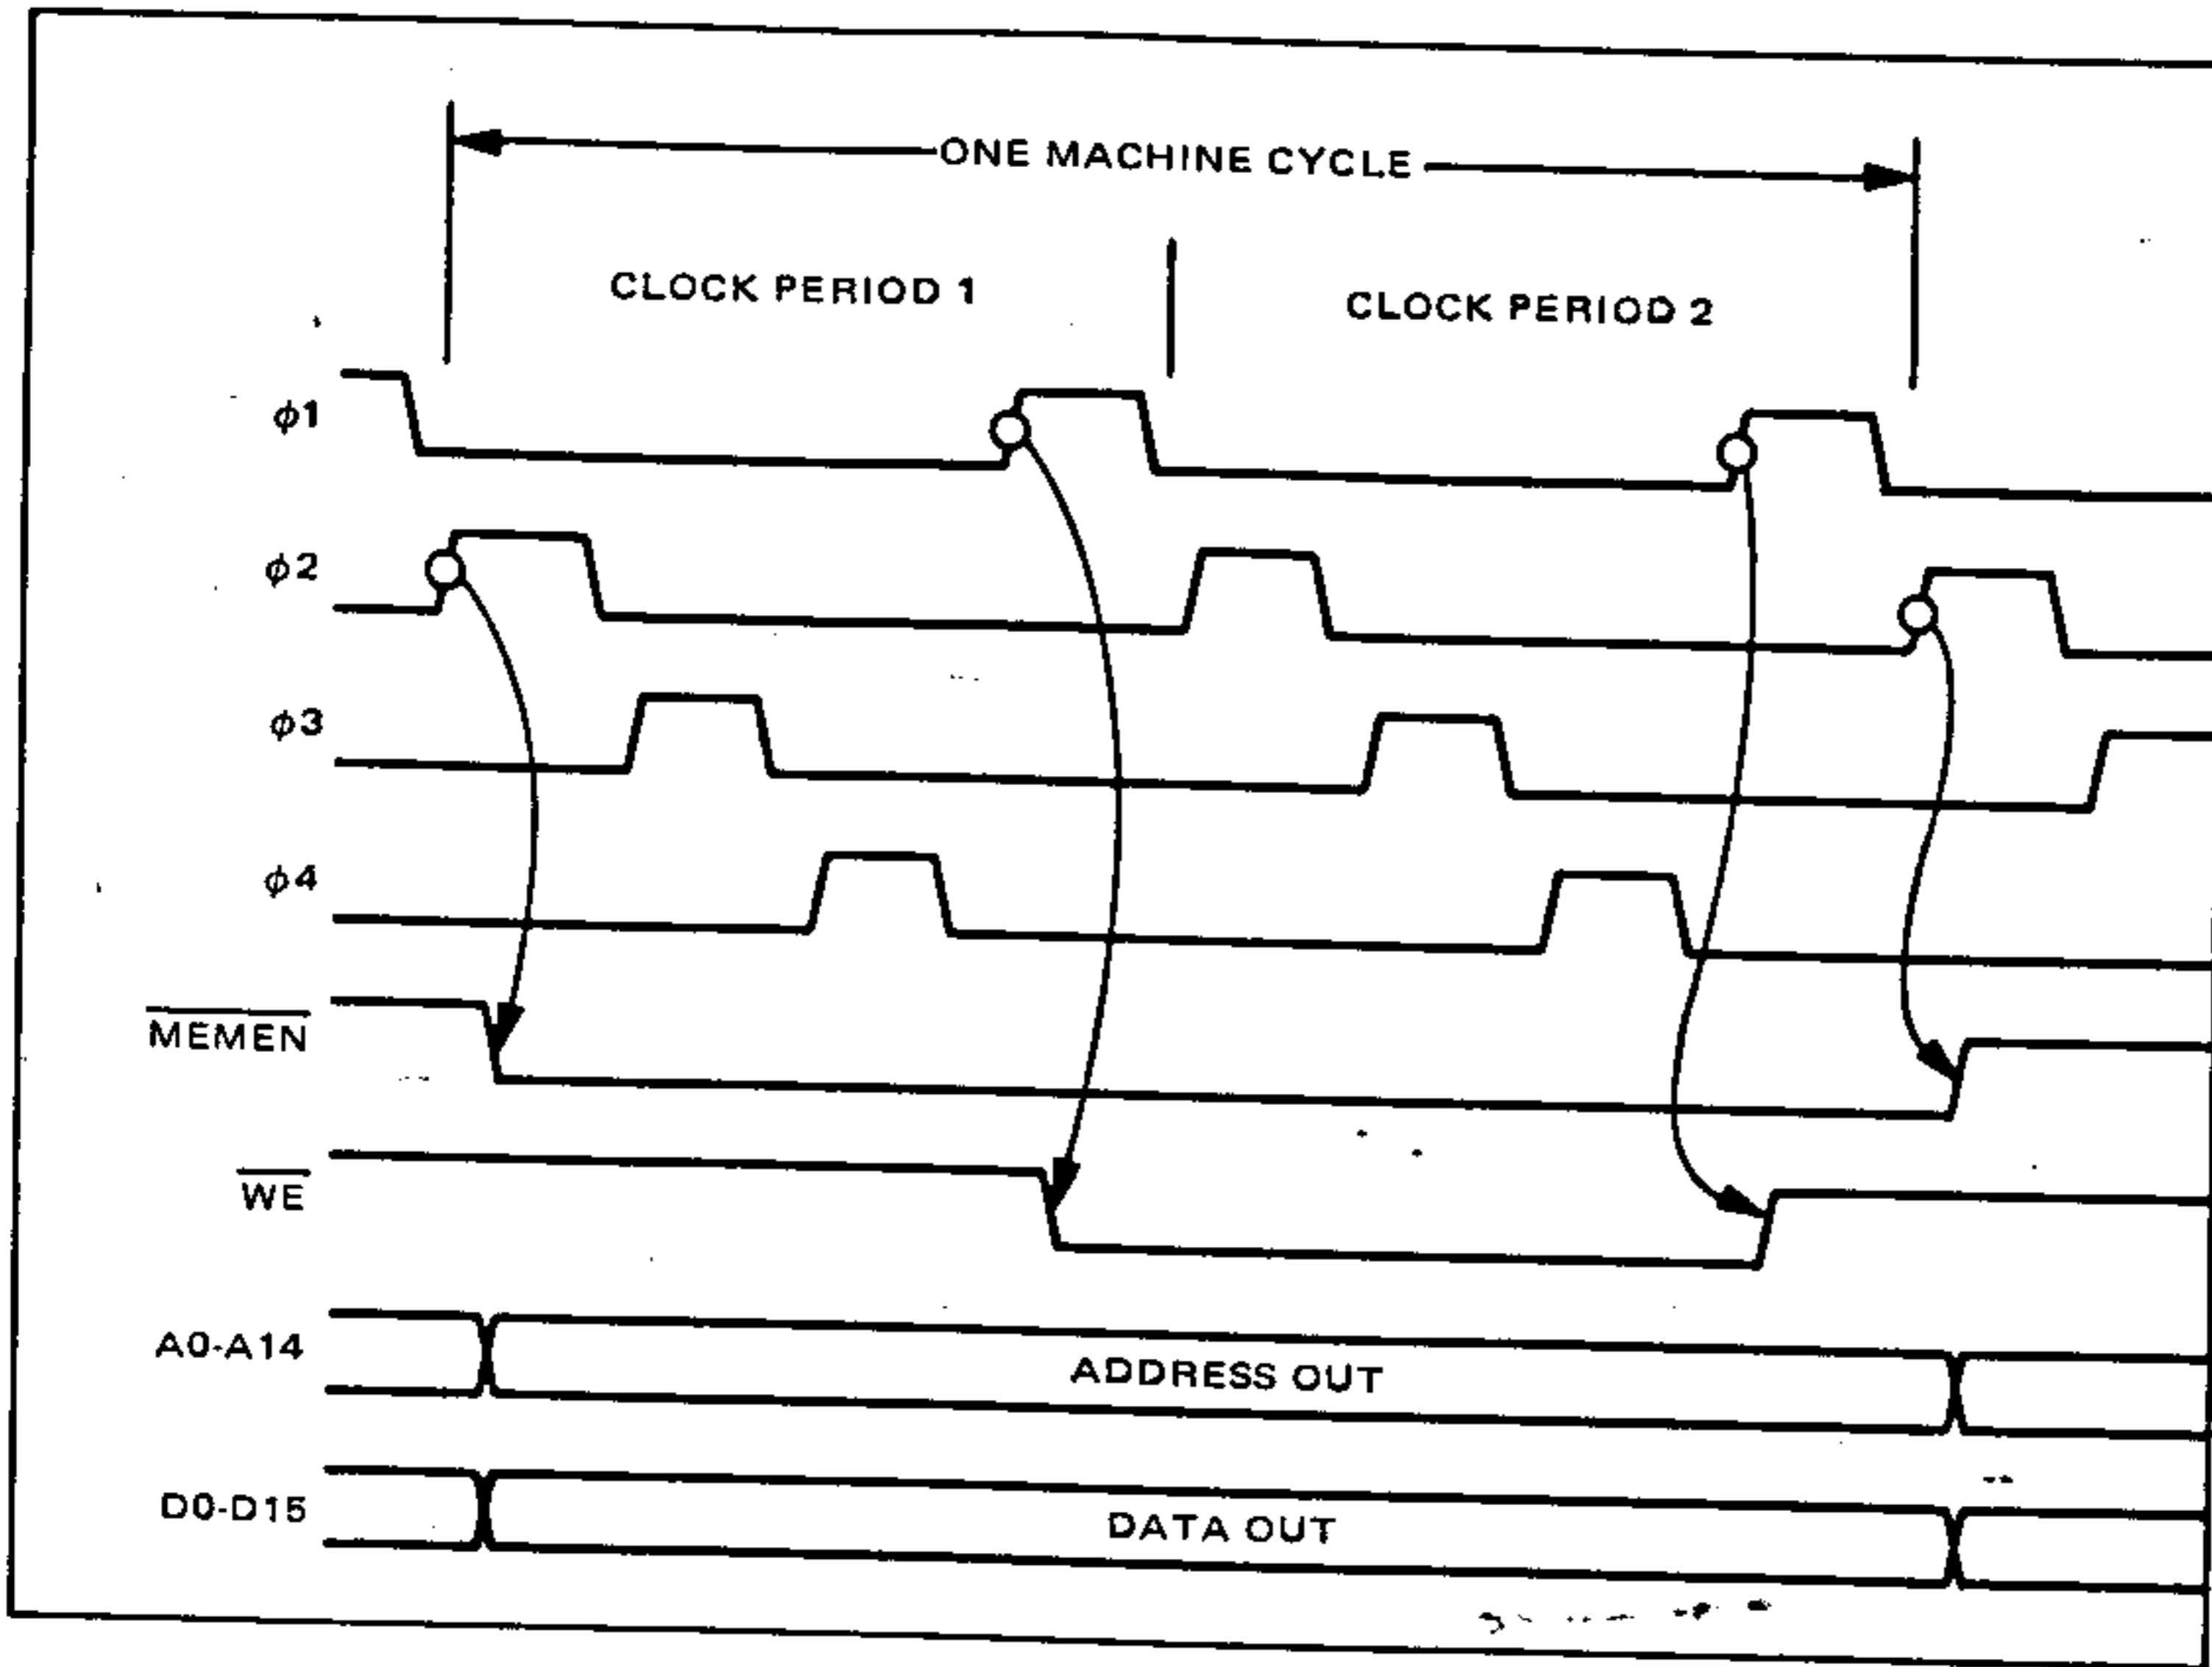 ONE MACHINE CYCLE
CLOCK PERIOD 1
CLOCK PERIOD 2
ϕ1
ϕ2
ϕ3
ϕ4
MEMEN
WE
A0-A14
ADDRESS OUT
D0-D15
DATA OUT